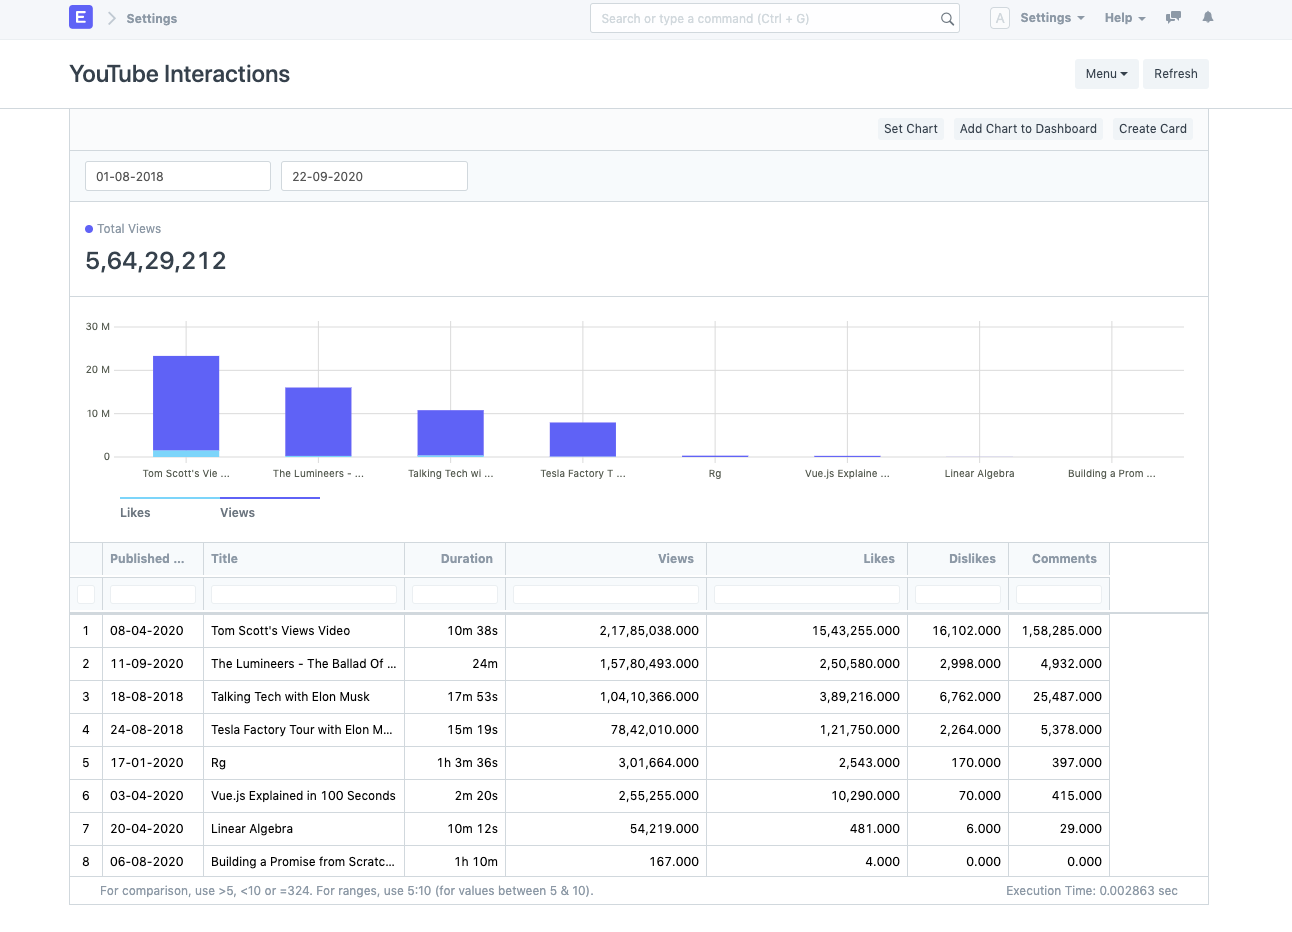 E Settings Search or type a command (Ctrl + G) A Settings Help
YouTube Interactions Menu Refresh
Set Chart Add Chart to Dashboard Create Card
01-08-2018 22-09-2020
Total Views
5,64,29,212
30 M
20 M
10 M
0
Tom Scott's Vie ... The Lumineers - ... Talking Tech wi ... Tesla Factory T ... Rg Vue.js Explaine ... Linear Algebra Building a Prom ...
Likes Views
Published ... Title Duration Views Likes Dislikes Comments
1 08-04-2020 Tom Scott's Views Video 10m 38s 2,17,85,038.000 15,43,255.000 16,102.000 1,58,285.000
2 11-09-2020 The Lumineers - The Ballad Of ... 24m 1,57,80,493.000 2,50,580.000 2,998.000 4,932.000
3 18-08-2018 Talking Tech with Elon Musk 17m 53s 1,04,10,366.000 3,89,216.000 6,762.000 25,487.000
4 24-08-2018 Tesla Factory Tour with Elon M... 15m 19s 78,42,010.000 1,21,750.000 2,264.000 5,378.000
5 17-01-2020 Rg 1h 3m 36s 3,01,664.000 2,543.000 170.000 397.000
6 03-04-2020 Vue.js Explained in 100 Seconds 2m 20s 2,55,255.000 10,290.000 70.000 415.000
7 20-04-2020 Linear Algebra 10m 12s 54,219.000 481.000 6.000 29.000
8 06-08-2020 Building a Promise from Scratc... 1h 10m 167.000 4.000 0.000 0.000
For comparison, use >5, <10 or =324. For ranges, use 5:10 (for values between 5 & 10). Execution Time: 0.002863 sec